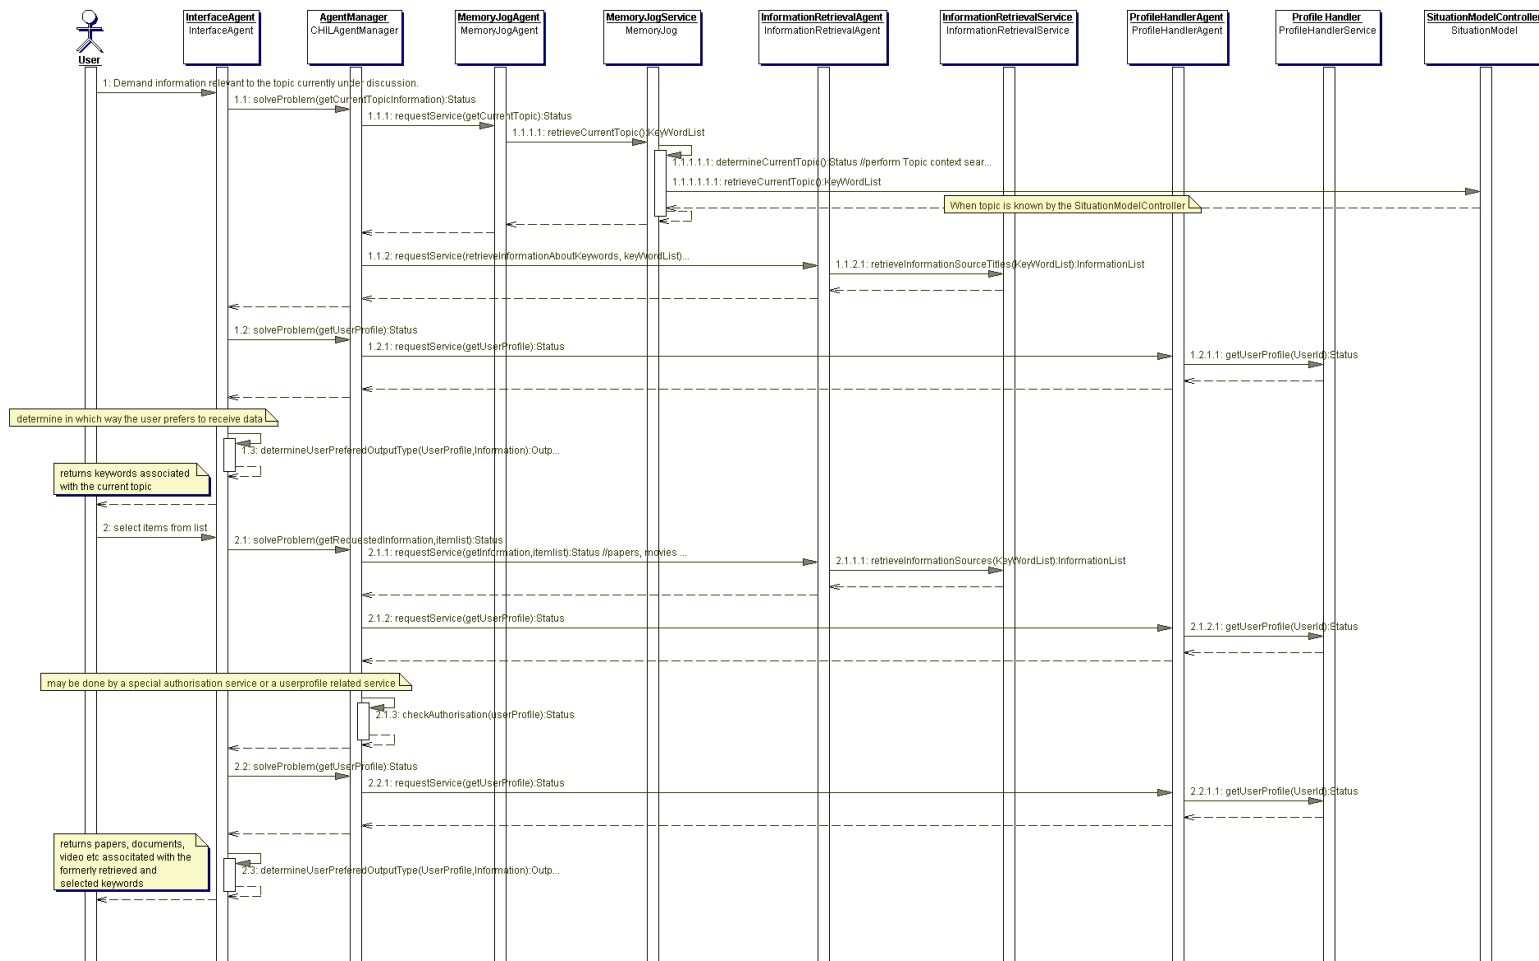 InterfaceAgent
InterfaceAgent
AgentManager
CHILAgentManager
MemoryJogAgent
MemoryJogAgent
MemoryJogService
MemoryJog
InformationRetrievalAgent
InformationRetrievalAgent
InformationRetrievalService
InformationRetrievalService
ProfileHandlerAgent
ProfileHandlerAgent
Profile Handler
ProfileHandlerService
SituationModelController
SituationModel
User
1: Demand information relevant to the topic currently under discussion.
1.1: solveProblem(getCurrentTopicInformation):Status
1.1.1: requestService(getCurrentTopic):Status
1.1.1.1: retrieveCurrentTopic():KeyWordList
1.1.1.1.1: determineCurrentTopic():Status //perform Topic context sear...
1.1.1.1.1.1: retrieveCurrentTopic():KeyWordList
When topic is known by the SituationModelController
1.1.2: requestService(retrieveInformationAboutKeywords, keyWordList)...
1.1.2.1: retrieveInformationSourceTitles(KeyWordList):InformationList
1.2: solveProblem(getUserProfile):Status
1.2.1: requestService(getUserProfile):Status
1.2.1.1: getUserProfile(UserId):Status
determine in which way the user prefers to receive data
1.3: determineUserPreferedOutputType(UserProfile,Information):Outp...
returns keywords associated
with the current topic
2: select items from list
2.1: solveProblem(getRequestedInformation,itemlist):Status
2.1.1: requestService(getInformation,itemlist):Status //papers, movies ...
2.1.1.1: retrieveInformationSources(KeyWordList):InformationList
2.1.2: requestService(getUserProfile):Status
2.1.2.1: getUserProfile(UserId):Status
may be done by a special authorisation service or a userprofile related service
2.1.3: checkAuthorisation(userProfile):Status
2.2: solveProblem(getUserProfile):Status
2.2.1: requestService(getUserProfile):Status
2.2.1.1: getUserProfile(UserId):Status
returns papers, documents,
video etc associtated with the
formerly retrieved and
selected keywords
2.3: determineUserPreferedOutputType(UserProfile,Information):Outp...